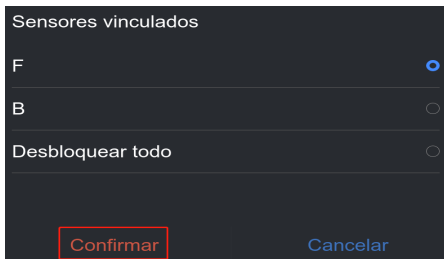 Sensores vinculados
F
B
Desbloquear todo
Confirmar Cancelar